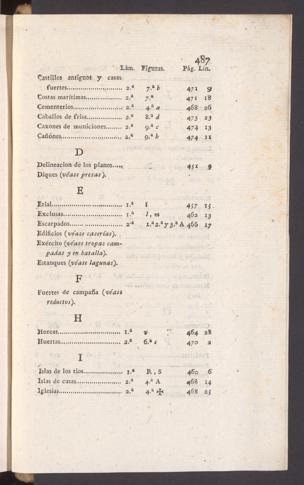 487
Lám. Figuras. Pág. Lín.
Castillos antiguos y casas
fuertes................... 2.ª 7.ª b 471 9
Costas marítimas............ 2.ª 7.ª 471 18
Cementerios................. 2.ª 4.ª a 468 26
Caballos de frisa........... 2.ª 8.ª d 473 23
Caxones de municiones....... 2.ª 9.ª c 474 13
Cañónes..................... 2.ª 9.ª b 474 11
D
Delineacion de los planos..... 451 9
Diques (véase presas).
E
Erial....................... 1.ª I 457 15
Exclusas.................... 1.ª l, m 462 13
Escarpados.................. 2.ª 1.ª 2.ª y 3.ª A 466 17
Edificios (véase caserías).
Exército (véase tropas cam-
padas y en batalla).
Estanques (véase lagunas).
F
Fuertes de campaña (véase
reductos).
H
Hornos...................... 1.ª v 464 28
Huertas..................... 2.ª 6.ª e 470 2
I
Islas de los rios........... 1.ª R, S 460 6
Islas de casas.............. 2.ª 4.ª A 468 14
Iglesias.................... 2.ª 4.ª ✠ 468 25